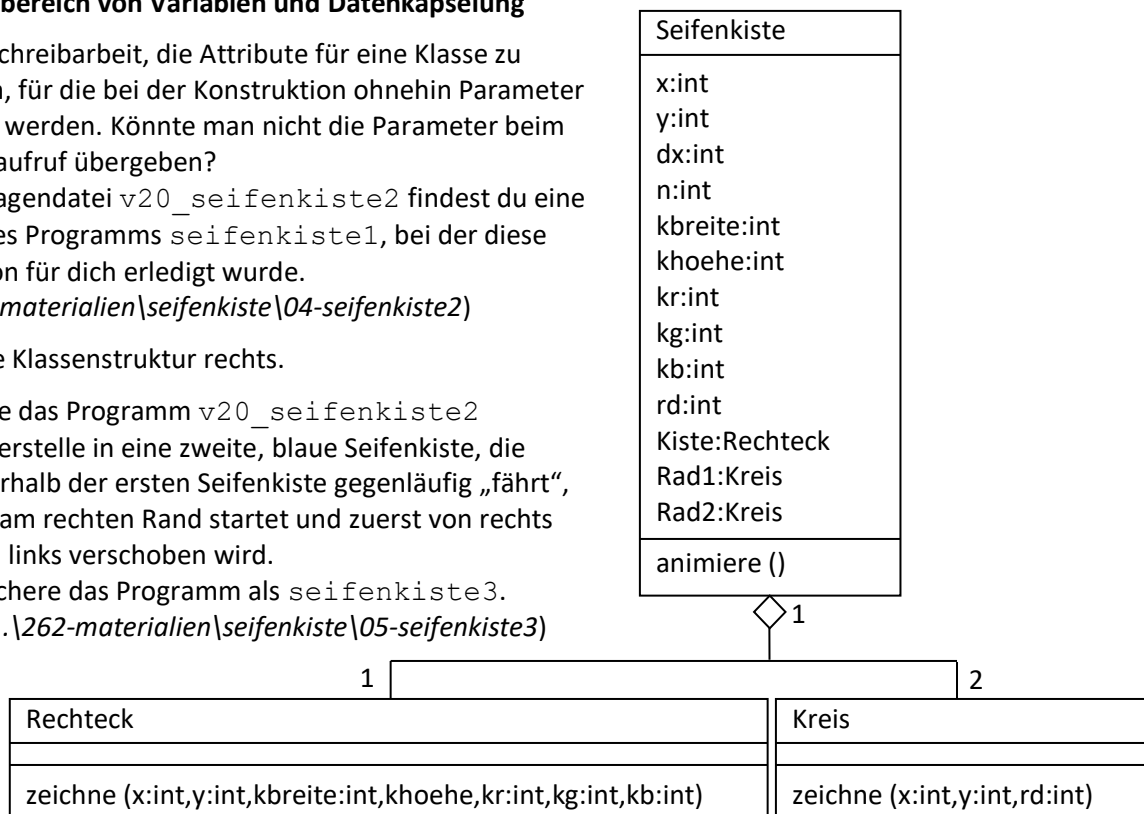 bereich von Variablen und Datenkapselung
chreibarbeit, die Attribute für eine Klasse zu
, für die bei der Konstruktion ohnehin Parameter
werden. Könnte man nicht die Parameter beim
aufruf übergeben?
agendatei v20_seifenkiste2 findest du eine
es Programms seifenkiste1, bei der diese
on für dich erledigt wurde.
materialien\seifenkiste\04-seifenkiste2)
e Klassenstruktur rechts.
e das Programm v20_seifenkiste2
erstelle in eine zweite, blaue Seifenkiste, die
rhalb der ersten Seifenkiste gegenläufig „fährt“,
am rechten Rand startet und zuerst von rechts
links verschoben wird.
chere das Programm als seifenkiste3.
.\262-materialien\seifenkiste\05-seifenkiste3)
Seifenkiste
x:int
y:int
dx:int
n:int
kbreite:int
khoehe:int
kr:int
kg:int
kb:int
rd:int
Kiste:Rechteck
Rad1:Kreis
Rad2:Kreis
animiere ()
1
1
2
Rechteck
zeichne (x:int,y:int,kbreite:int,khoehe,kr:int,kg:int,kb:int)
Kreis
zeichne (x:int,y:int,rd:int)